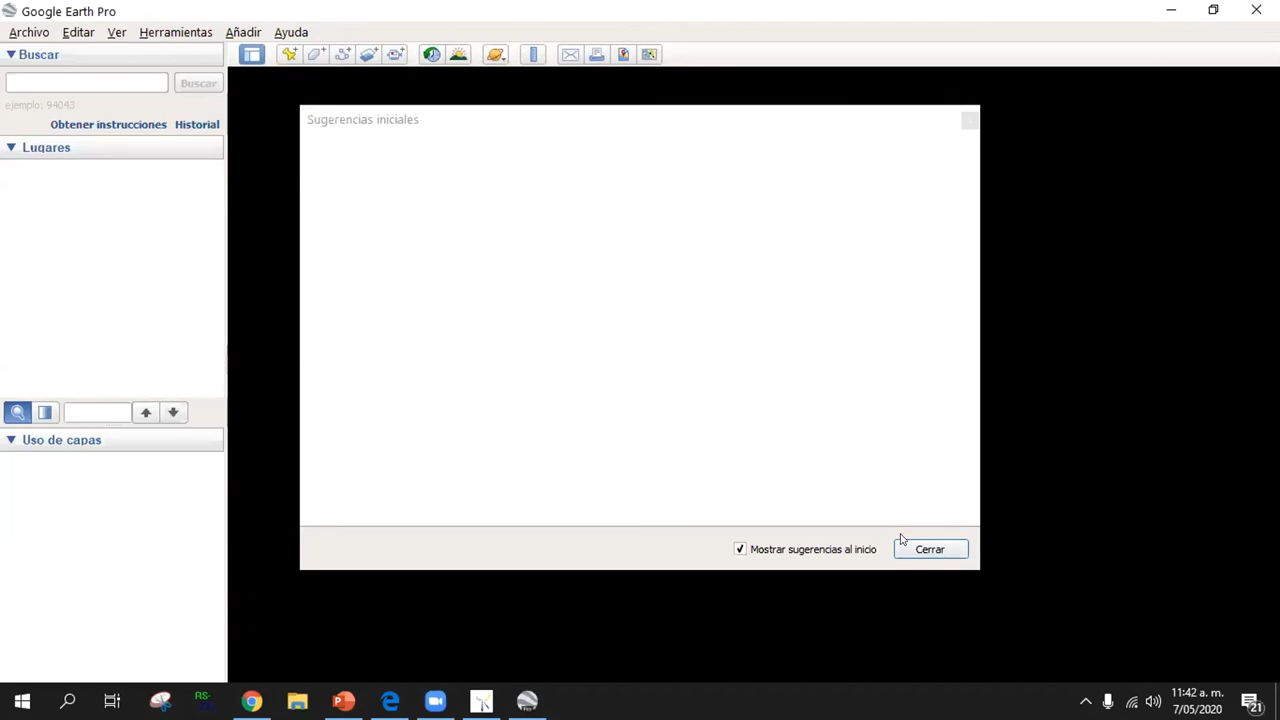 Google Earth Pro
Archivo Editar Ver Herramientas Añadir Ayuda
Buscar
Buscar
ejemplo: 94043
Obtener instrucciones Historial
Lugares
Sugerencias iniciales
Uso de capas
Mostrar sugerencias al inicio
Cerrar
RS-
11:42 a. m.
7/05/2020
21